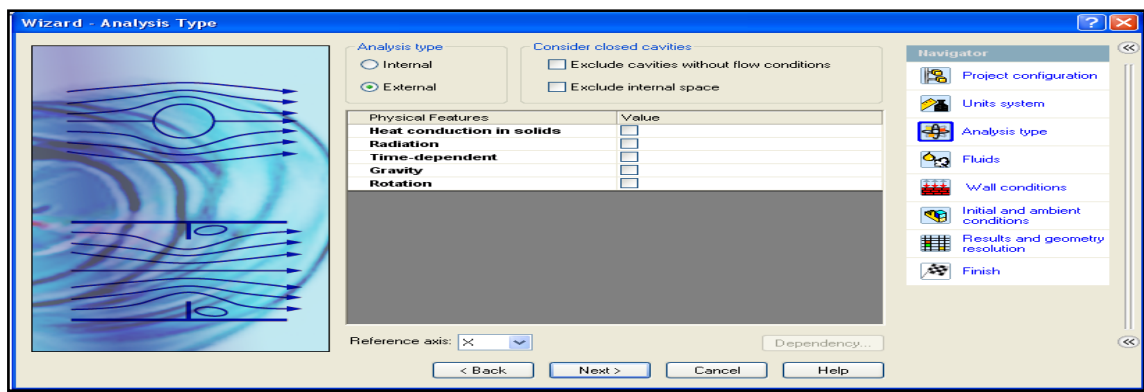 Wizard - Analysis Type
Analysis type
Internal
External
Consider closed cavities
Exclude cavities without flow conditions
Exclude internal space
Physical Features Value
Heat conduction in solids
Radiation
Time-dependent
Gravity
Rotation
Reference axis: X
Dependency...
< Back Next > Cancel Help
Navigator
Project configuration
Units system
Analysis type
Fluids
Wall conditions
Initial and ambient
conditions
Results and geometry
resolution
Finish